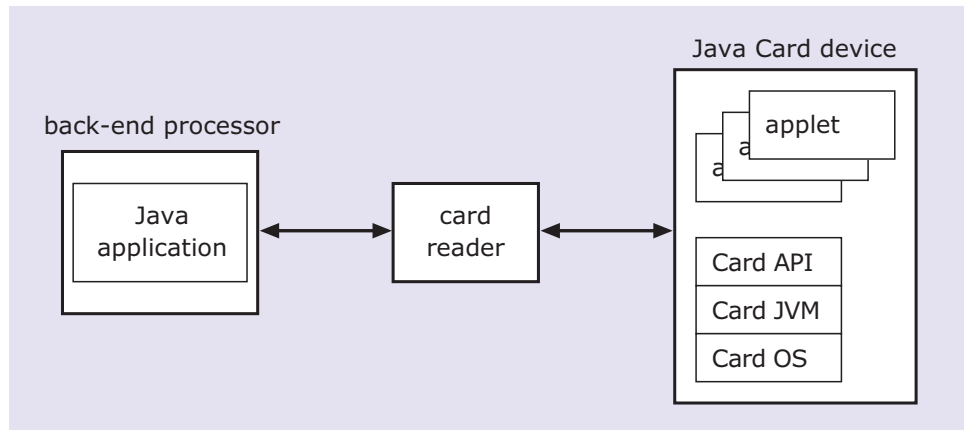 Java Card device
back-end processor
applet
a
a
Java
application
card
reader
Card API
Card JVM
Card OS